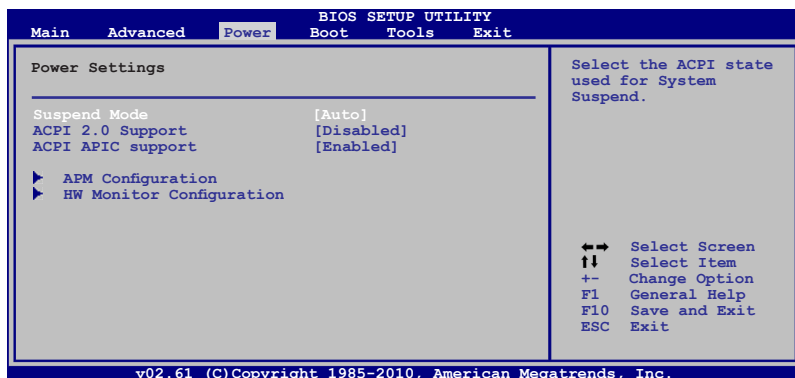 BIOS SETUP UTILITY
Main Advanced Power Boot Tools Exit
Power Settings
Suspend Mode [Auto]
ACPI 2.0 Support [Disabled]
ACPI APIC support [Enabled]
APM Configuration
HW Monitor Configuration
Select the ACPI state
used for System
Suspend.
←→ Select Screen
↑↓ Select Item
+- Change Option
F1 General Help
F10 Save and Exit
ESC Exit
v02.61 (C)Copyright 1985-2010, American Megatrends, Inc.